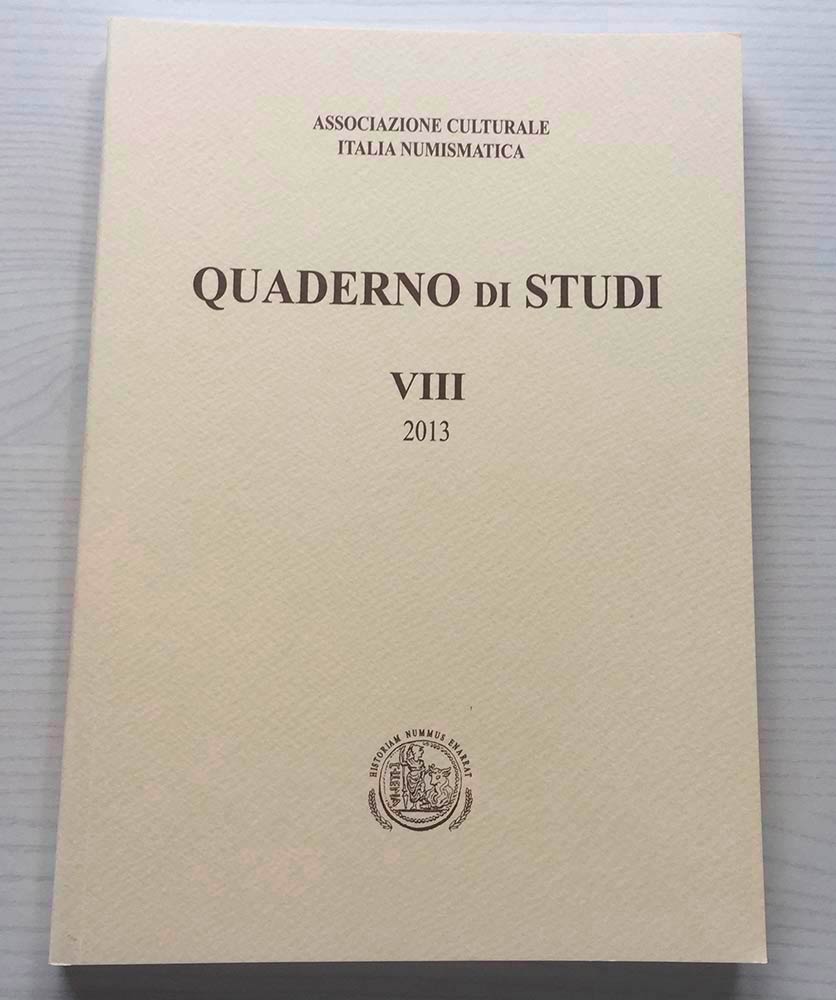 ASSOCIAZIONE CULTURALE
ITALIA NUMISMATICA
QUADERNO DI STUDI
VIII
2013
HISTORIAM NUMMUS ENARRAT